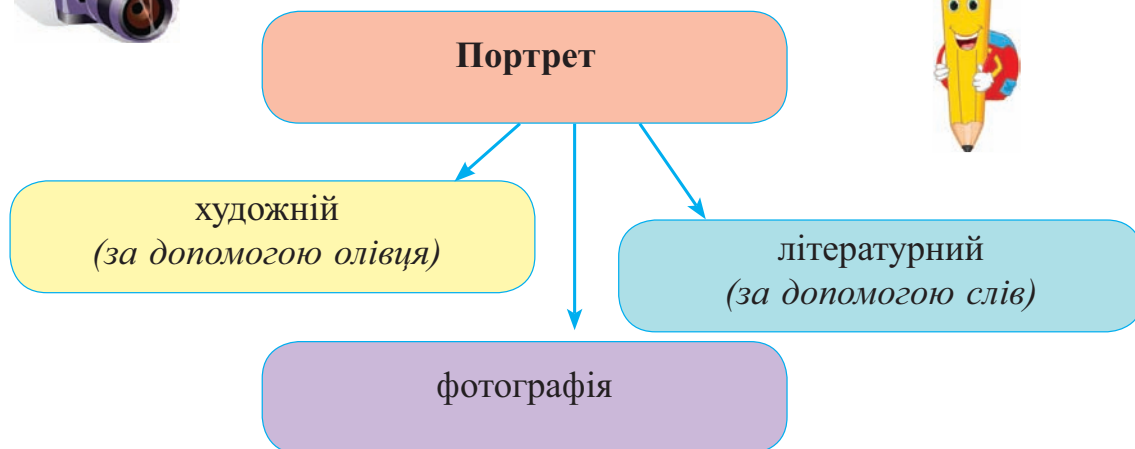 Портрет
художній
(за допомогою олівця)
літературний
(за допомогою слів)
фотографія